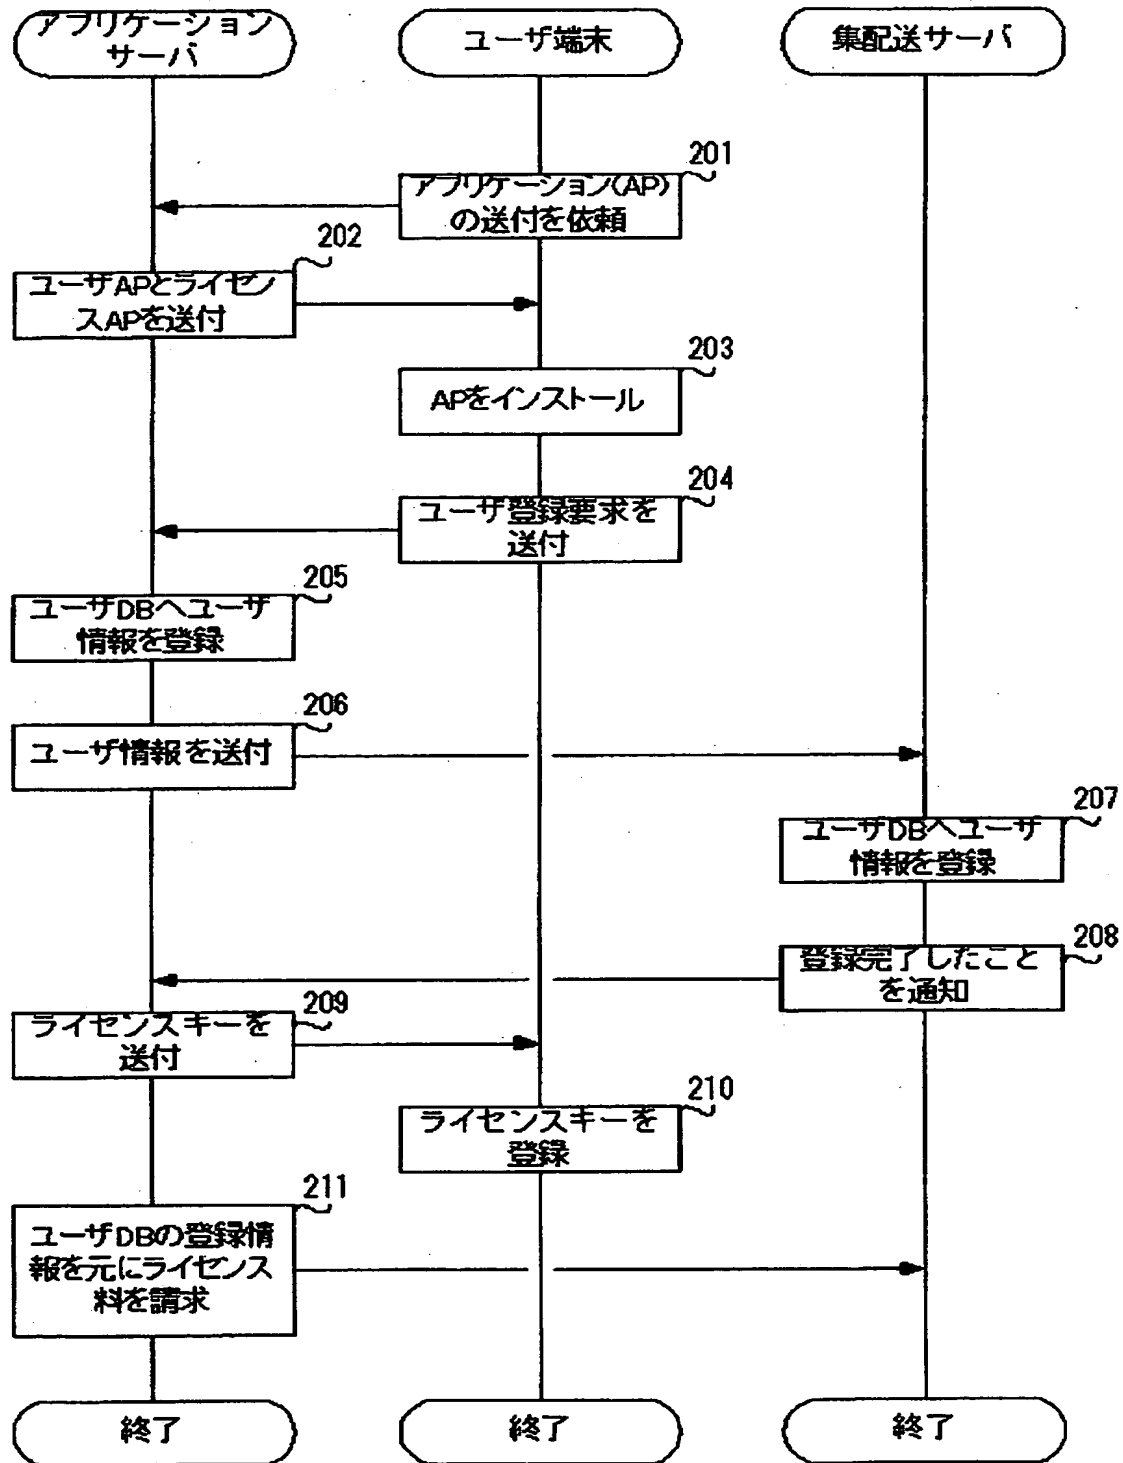 アプリケーション
サーバ
ユーザ端末
集配送サーバ
201
アプリケーション(AP)
の送付を依頼
202
ユーザAPとライセン
スAPを送付
203
APをインストール
204
ユーザ登録要求を
送付
205
ユーザDBへユーザ
情報を登録
206
ユーザ情報を送付
207
ユーザDBへユーザ
情報を登録
208
登録完了したこと
を通知
209
ライセンスキーを
送付
210
ライセンスキーを
登録
211
ユーザDBの登録情
報を元にライセンス
料を請求
終了
終了
終了